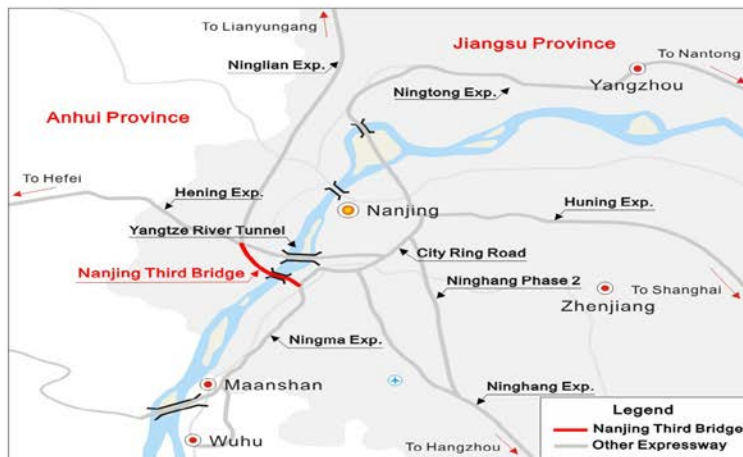 To Lianyungang
Jiangsu Province
To Nantong
Ninglian Exp.
Yangzhou
Ningtong Exp.
Anhui Province
To Hefei
Hening Exp.
Nanjing
Huning Exp.
Yangtze River Tunnel
City Ring Road
Nanjing Third Bridge
Ninghang Phase 2
To Shanghai
Zhenjiang
Ningma Exp.
Maanshan
Ninghang Exp.
Legend
Nanjing Third Bridge
Other Expressway
Wuhu
To Hangzhou